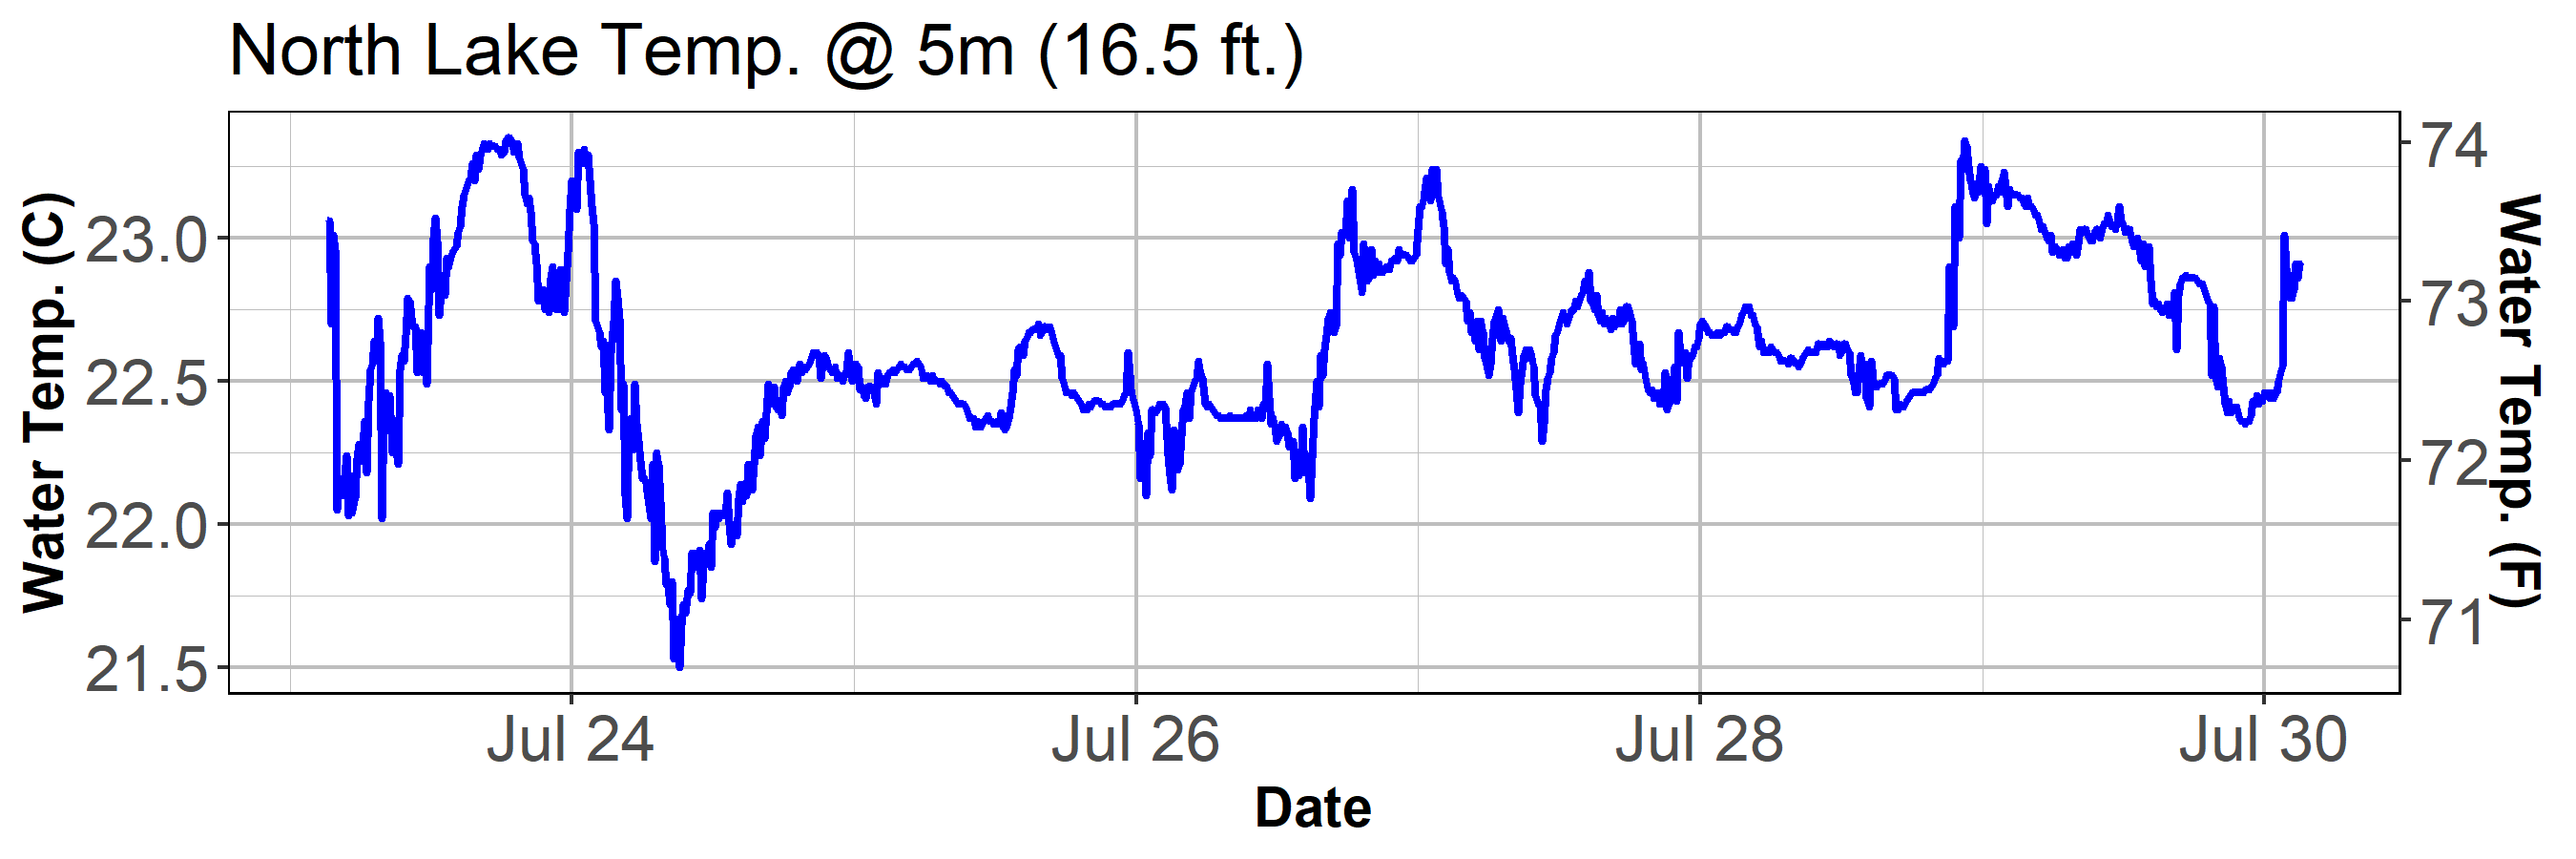 North Lake Temp. @ 5m (16.5 ft.)
Water Temp. (C)
23.0
22.5
22.0
21.5
74
73
72
71
Water Temp. (F)
Jul 24 Jul 26 Jul 28 Jul 30
Date